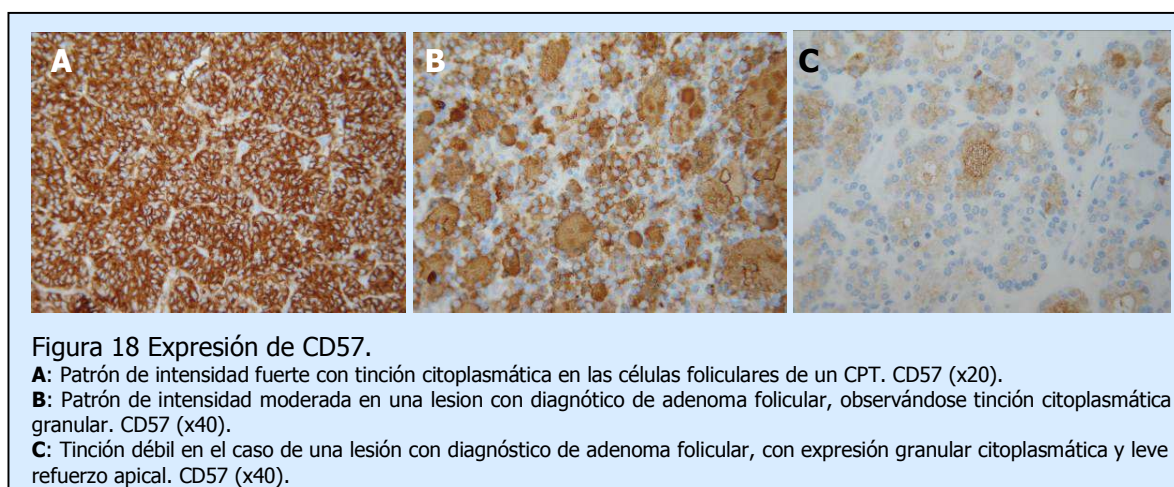 A
B
C
Figura 18 Expresión de CD57.
A: Patrón de intensidad fuerte con tinción citoplasmática en las células foliculares de un CPT. CD57 (x20).
B: Patrón de intensidad moderada en una lesion con diagnótico de adenoma folicular, observándose tinción citoplasmática
granular. CD57 (x40).
C: Tinción débil en el caso de una lesión con diagnóstico de adenoma folicular, con expresión granular citoplasmática y leve
refuerzo apical. CD57 (x40).